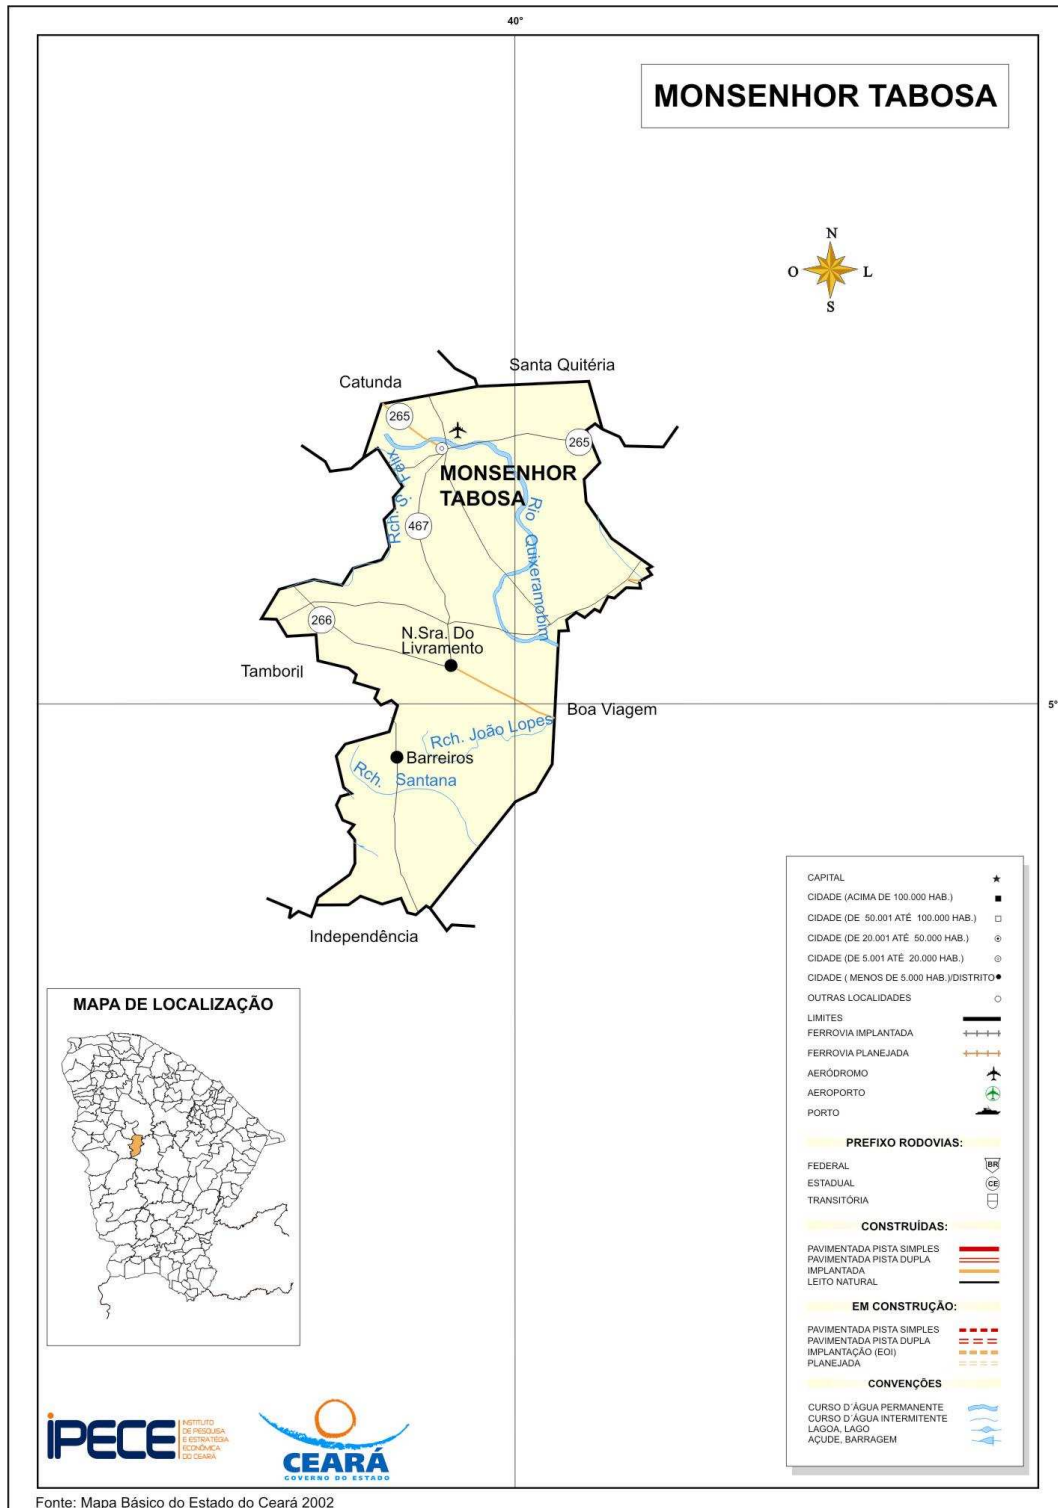 40°
MONSENHOR TABOSA
N
O
L
S
Santa Quitéria
Catunda
265
265
MONSENHOR
TABOSA
Rch. S. Félix
Rio Quixeramobim
467
266
N.Sra. Do
Livramento
Tamboril
5°
Boa Viagem
Rch. João Lopes
Barreiros
Rch. Santana
Independência
CAPITAL
CIDADE (ACIMA DE 100.000 HAB.)
CIDADE (DE 50.001 ATÉ 100.000 HAB.)
CIDADE (DE 20.001 ATÉ 50.000 HAB.)
CIDADE (DE 5.001 ATÉ 20.000 HAB.)
CIDADE ( MENOS DE 5.000 HAB.)/DISTRITO
OUTRAS LOCALIDADES
LIMITES
FERROVIA IMPLANTADA
FERROVIA PLANEJADA
AERÓDROMO
AEROPORTO
PORTO
PREFIXO RODOVIAS:
FEDERAL BR
ESTADUAL CE
TRANSITÓRIA
CONSTRUÍDAS:
PAVIMENTADA PISTA SIMPLES
PAVIMENTADA PISTA DUPLA
IMPLANTADA
LEITO NATURAL
EM CONSTRUÇÃO:
PAVIMENTADA PISTA SIMPLES
PAVIMENTADA PISTA DUPLA
IMPLANTAÇÃO (EOI)
PLANEJADA
CONVENÇÕES
CURSO D´ÁGUA PERMANENTE
CURSO D´ÁGUA INTERMITENTE
LAGOA, LAGO
AÇUDE, BARRAGEM
MAPA DE LOCALIZAÇÃO
iPECE
INSTITUTO
DE PESQUISA
E ESTRATÉGIA
ECONÔMICA
DO CEARÁ
CEARÁ
GOVERNO DO ESTADO
Fonte: Mapa Básico do Estado do Ceará 2002